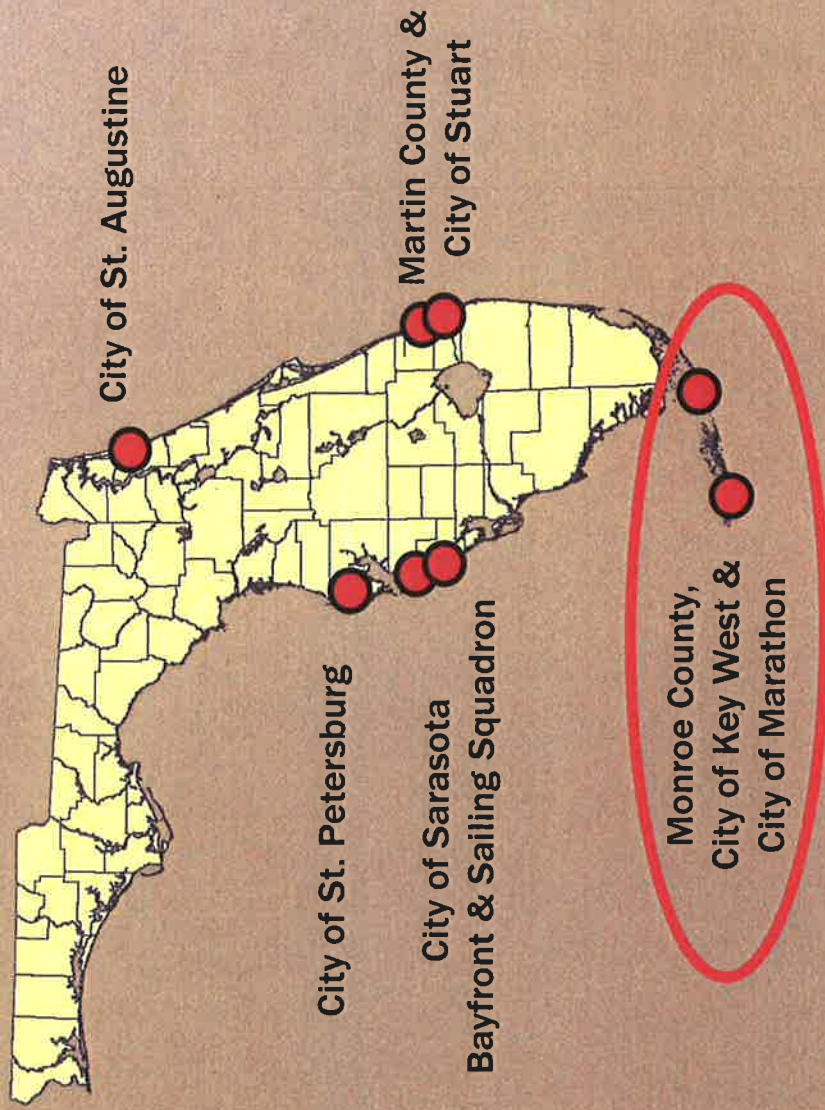 City of St. Augustine
Martin County &
City of Stuart
City of St. Petersburg
City of Sarasota
Bayfront & Sailing Squadron
Monroe County,
City of Key West &
City of Marathon